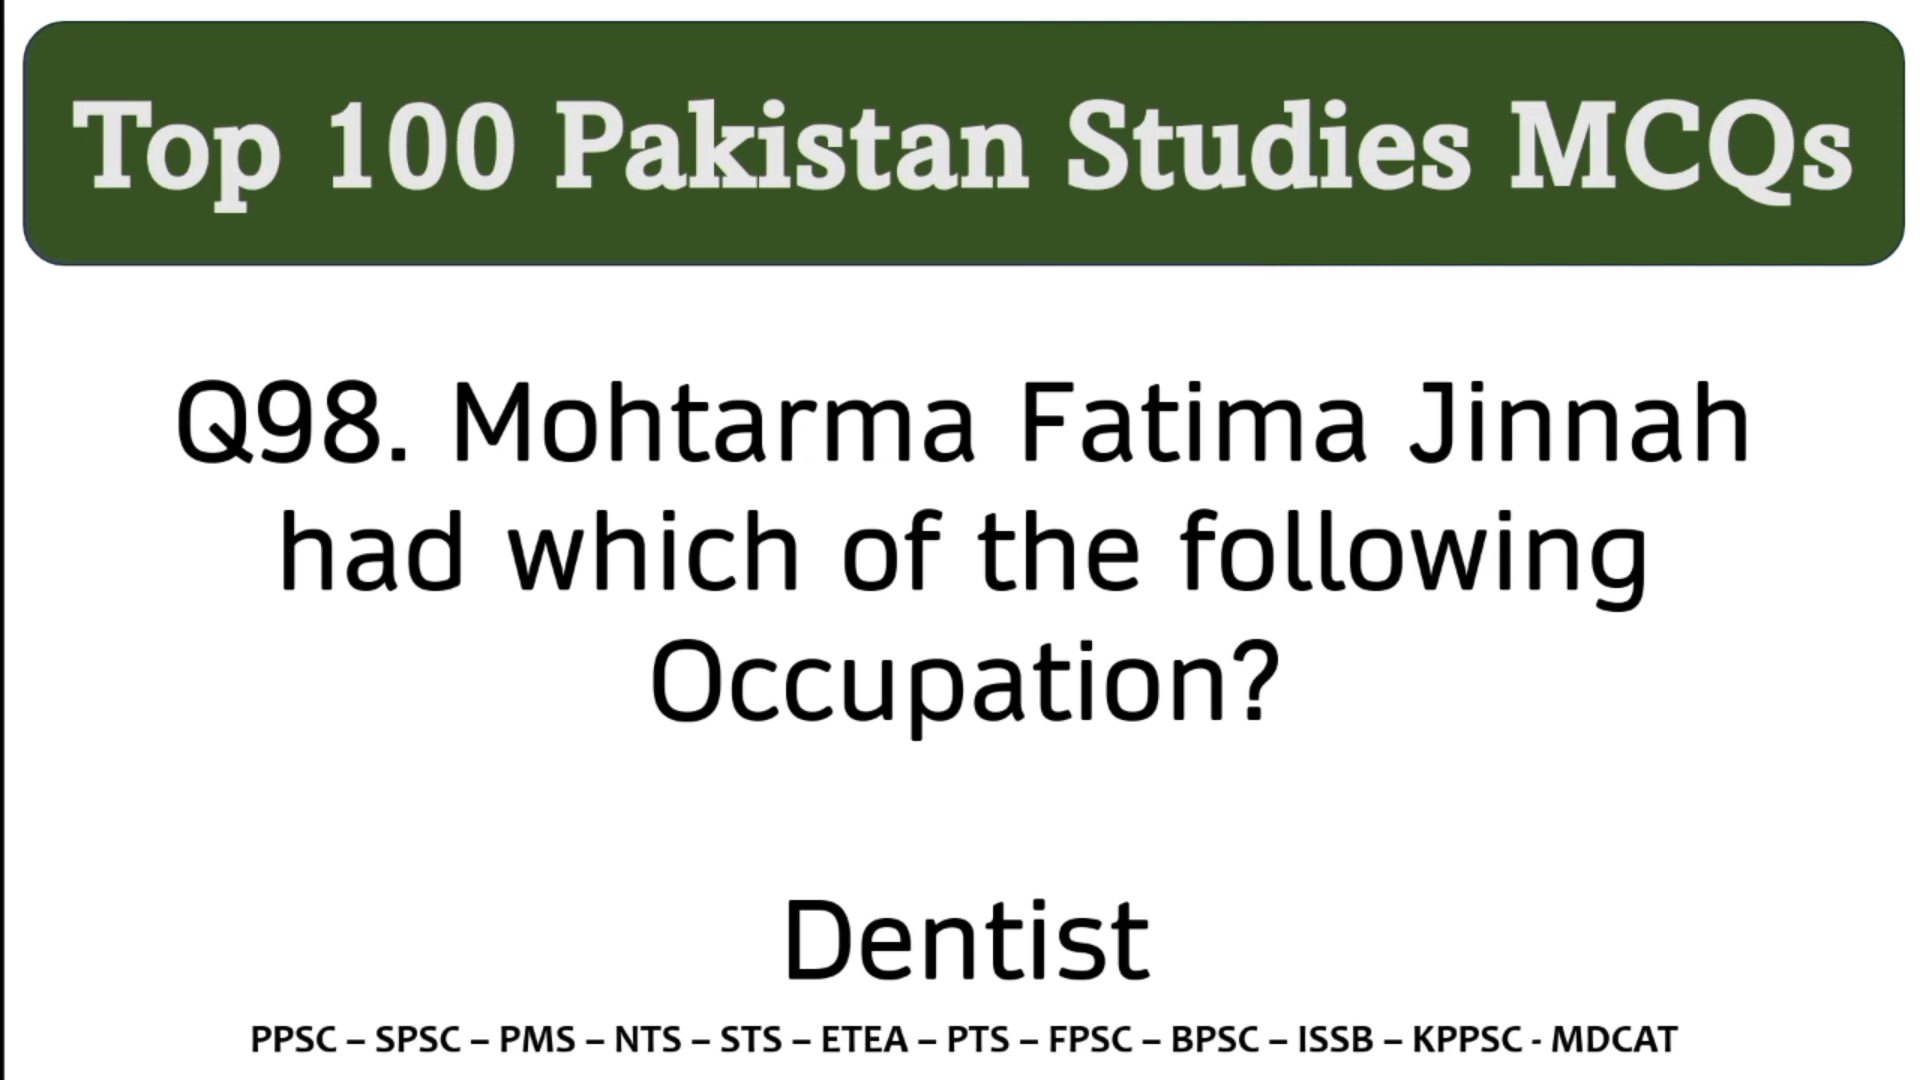 Top 100 Pakistan Studies MCQs
Q98. Mohtarma Fatima Jinnah
had which of the following
Occupation?
Dentist
PPSC – SPSC – PMS – NTS – STS – ETEA – PTS – FPSC – BPSC – ISSB – KPPSC - MDCAT